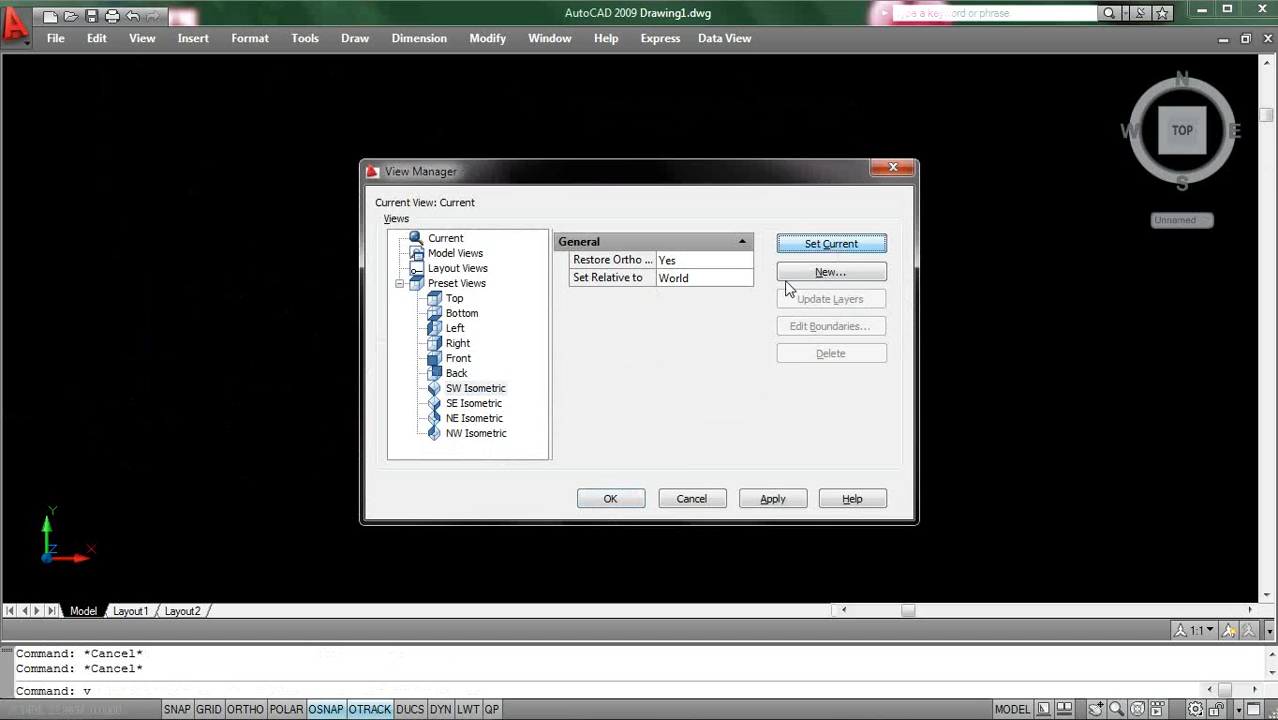 AutoCAD 2009 Drawing1.dwg
Type a keyword or phrase
File Edit View Insert Format Tools Draw Dimension Modify Window Help Express Data View
N
W TOP E
S
Unnamed
View Manager
Current View: Current
Views
Current
Model Views
Layout Views
Preset Views
Top
Bottom
Left
Right
Front
Back
SW Isometric
SE Isometric
NE Isometric
NW Isometric
General
Restore Ortho ... Yes
Set Relative to World
Set Current
New...
Update Layers
Edit Boundaries...
Delete
OK Cancel Apply Help
Y
Z X
Model Layout1 Layout2
1:1
Command: *Cancel*
Command: *Cancel*
Command: v
SNAP GRID ORTHO POLAR OSNAP OTRACK DUCS DYN LWT QP MODEL